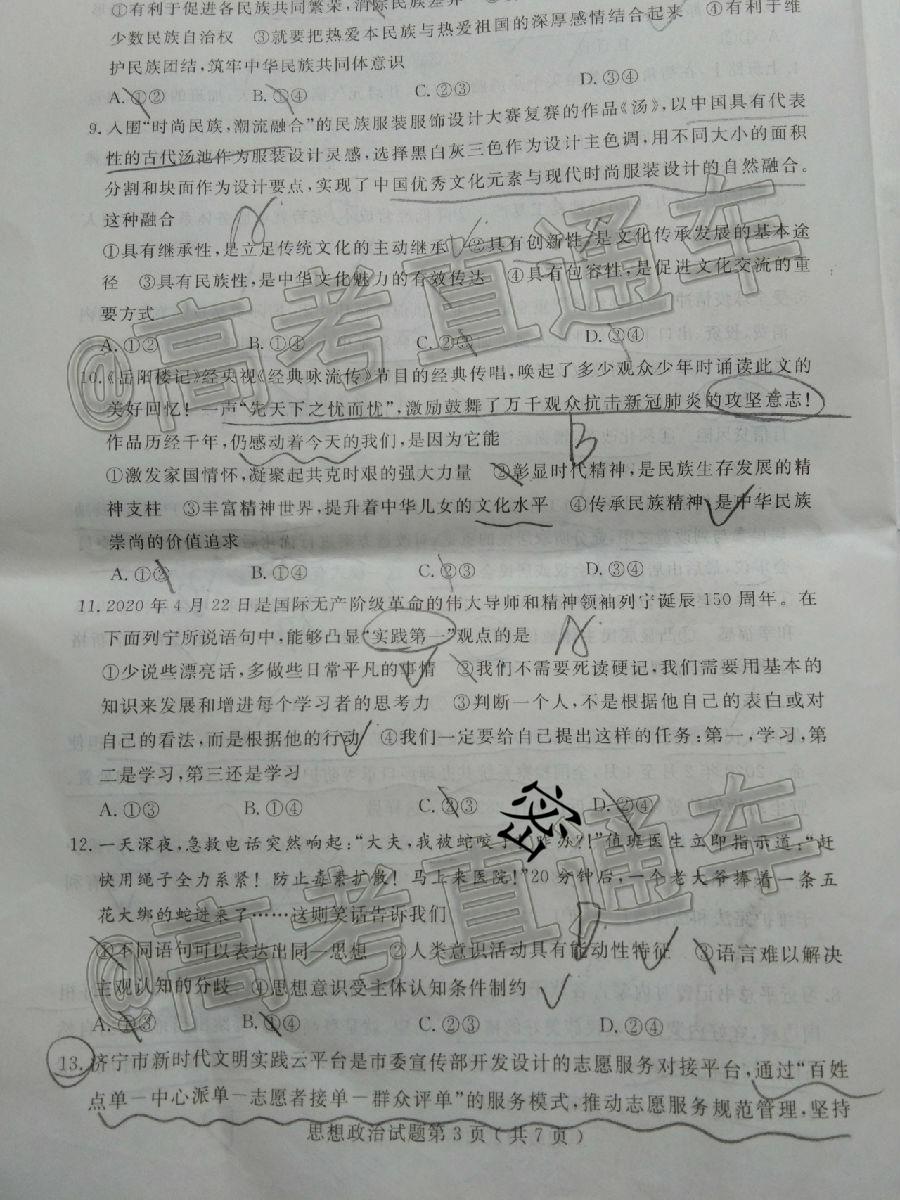 ①有利于促进各民族共同繁荣,消除民族差异
少数民族自治权　③就要把热爱本民族与热爱祖国的深厚感情结合起来　④有利于维
护民族团结,筑牢中华民族共同体意识
A. ①②　B. ③④　C. ②③　D. ③④
9. 入围“时尚民族,潮流融合”的民族服装服饰设计大赛复赛的作品《汤》,以中国具有代表
性的古代汤池作为服装设计灵感,选择黑白灰三色作为设计主色调,用不同大小的面积
分割和块面作为设计要点,实现了中国优秀文化元素与现代时尚服装设计的自然融合。
这种融合
A
①具有继承性,是立足传统文化的主动继承　②具有创新性,是文化传承发展的基本途
径　③具有民族性,是中华文化魅力的有效传达　④具有包容性,是促进文化交流的重
要方式
A. ①②　B. ①④　C. ②③　D. ③④
10.《岳阳楼记》经央视《经典咏流传》节目的经典传唱,唤起了多少观众少年时诵读此文的
美好回忆!一声“先天下之忧而忧”,激励鼓舞了万千观众抗击新冠肺炎的攻坚意志!
作品历经千年,仍感动着今天的我们,是因为它能
B
①激发家国情怀,凝聚起共克时艰的强大力量　②彰显时代精神,是民族生存发展的精
神支柱　③丰富精神世界,提升着中华儿女的文化水平　④传承民族精神,是中华民族
崇尚的价值追求
A. ①②　B. ①④　C. ②③　D. ③④
11. 2020 年 4 月 22 日是国际无产阶级革命的伟大导师和精神领袖列宁诞辰 150 周年。在
下面列宁所说语句中,能够凸显“实践第一”观点的是
A
①少说些漂亮话,多做些日常平凡的事情　②我们不需要死读硬记,我们需要用基本的
知识来发展和增进每个学习者的思考力　③判断一个人,不是根据他自己的表白或对
自己的看法,而是根据他的行动　④我们一定要给自己提出这样的任务:第一,学习,第
二是学习,第三还是学习
A. ①③　B. ①④　C. ②③　D. ②④
密
12. 一天深夜,急救电话突然响起:“大夫,我被蛇咬了,咋办?!”值班医生立即指示道:“赶
快用绳子全力系紧!防止毒素扩散!马上来医院!”20 分钟后,一个老大爷捧着一条五
花大绑的蛇进来了……这则笑话告诉我们
D
①不同语句可以表达出同一思想　②人类意识活动具有能动性特征　③语言难以解决
主观认知的分歧　④思想意识受主体认知条件制约
A. ①③　B. ①④　C. ②③　D. ②④
13. 济宁市新时代文明实践云平台是市委宣传部开发设计的志愿服务对接平台,通过“百姓
点单－中心派单－志愿者接单－群众评单”的服务模式,推动志愿服务规范管理,坚持
思想政治试题第 3 页(共 7 页)
@高考直通车
@高考直通车